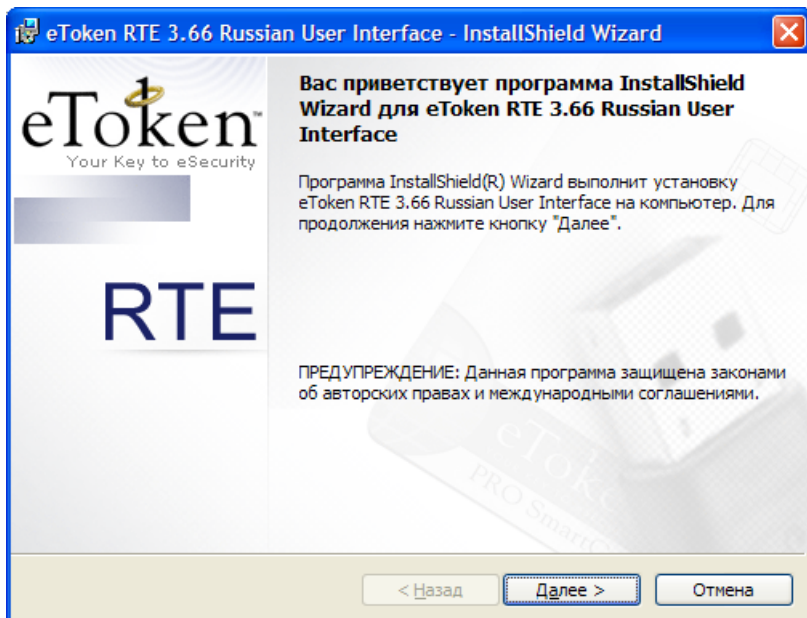 eToken RTE 3.66 Russian User Interface - InstallShield Wizard
eToken™
Your Key to eSecurity
RTE
Вас приветствует программа InstallShield
Wizard для eToken RTE 3.66 Russian User
Interface
Программа InstallShield(R) Wizard выполнит установку
eToken RTE 3.66 Russian User Interface на компьютер. Для
продолжения нажмите кнопку "Далее".
ПРЕДУПРЕЖДЕНИЕ: Данная программа защищена законами
об авторских правах и международными соглашениями.
eToken
PRO SmartC
< Назад
Далее >
Отмена